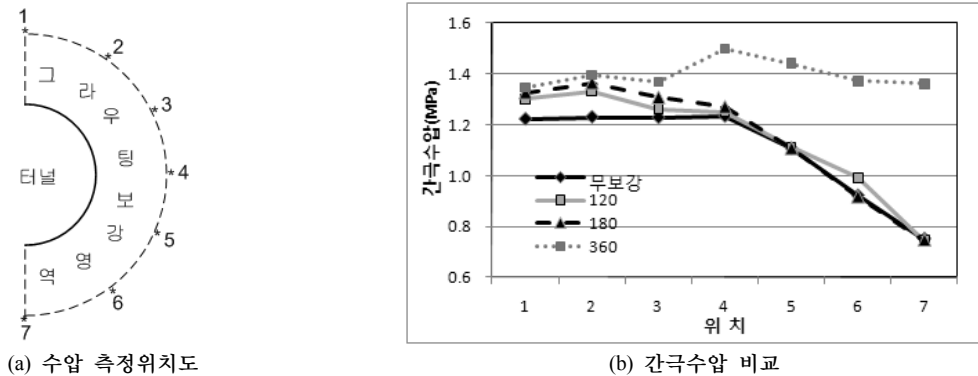 1
*
2
*
3
*
4
*
5
*
6
*
7
*
그라우팅보강영역
터널
(a) 수압 측정위치도
간극수압(MPa)
1.6
1.4
1.2
1.0
0.8
0.6
무보강
120
180
360
1 2 3 4 5 6 7
위 치
(b) 간극수압 비교